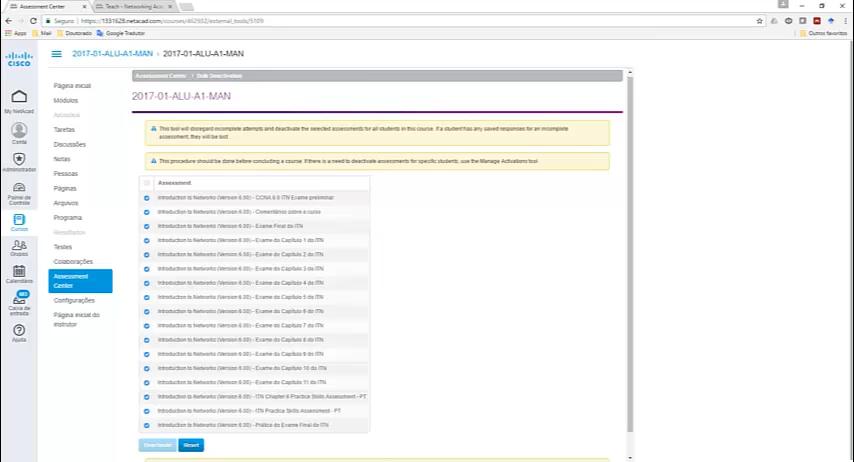 Assessment Center
Teach – Networking Aca
Seguro
https://1331628.netacad.com/courses/462932/external_tools/5109
Apps
Mail
Doutorado
Google Tradutor
Outros favoritos
CISCO
2017-01-ALU-A1-MAN › 2017-01-ALU-A1-MAN
My NetAcad
Conta
Administrador
Painel de
Controle
Cursos
Grupos
Calendário
Caixa de
entrada
Ajuda
Página inicial
Módulos
Anúncios
Tarefas
Discussões
Notas
Pessoas
Páginas
Arquivos
Programa
Resultados
Testes
Colaborações
Assessment
Center
Configurações
Página inicial do
instrutor
Assessment Center / Bulk Deactivation
2017-01-ALU-A1-MAN
This tool will disregard incomplete attempts and deactivate the selected assessments for all students in this course. If a student has any saved responses for an incomplete
assessment, they will be lost
This procedure should be done before concluding a course. If there is a need to deactivate assessments for specific students, use the Manage Activations tool
Assessment
Introduction to Networks (Version 6.00) - CCNA 6.0 ITN Exame preliminar
Introduction to Networks (Version 6.00) - Comentários sobre o curso
Introduction to Networks (Version 6.00) - Exame Final do ITN
Introduction to Networks (Version 6.00) - Exame do Capítulo 1 do ITN
Introduction to Networks (Version 6.00) - Exame do Capítulo 2 do ITN
Introduction to Networks (Version 6.00) - Exame do Capítulo 3 do ITN
Introduction to Networks (Version 6.00) - Exame do Capítulo 4 do ITN
Introduction to Networks (Version 6.00) - Exame do Capítulo 5 do ITN
Introduction to Networks (Version 6.00) - Exame do Capítulo 6 do ITN
Introduction to Networks (Version 6.00) - Exame do Capítulo 7 do ITN
Introduction to Networks (Version 6.00) - Exame do Capítulo 8 do ITN
Introduction to Networks (Version 6.00) - Exame do Capítulo 9 do ITN
Introduction to Networks (Version 6.00) - Exame do Capítulo 10 do ITN
Introduction to Networks (Version 6.00) - Exame do Capítulo 11 do ITN
Introduction to Networks (Version 6.00) - ITN Chapter 6 Practice Skills Assessment - PT
Introduction to Networks (Version 6.00) - ITN Practice Skills Assessment - PT
Introduction to Networks (Version 6.00) - Prática do Exame Final do ITN
Deactivate
Reset